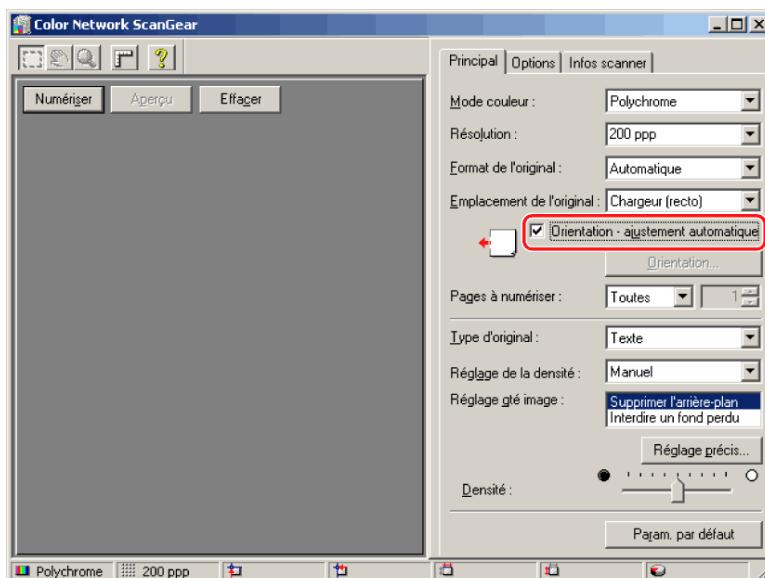 Color Network ScanGear
Principal Options Infos scanner
Numériser Aperçu Effacer
Mode couleur : Polychrome
Résolution : 200 ppp
Format de l'original : Automatique
Emplacement de l'original : Chargeur (recto)
Orientation - ajustement automatique
Orientation...
Pages à numériser : Toutes 1
Type d'original : Texte
Réglage de la densité : Manuel
Réglage qté image : Supprimer l'arrière-plan
Interdire un fond perdu
Réglage précis...
Densité :
Param. par défaut
Polychrome 200 ppp